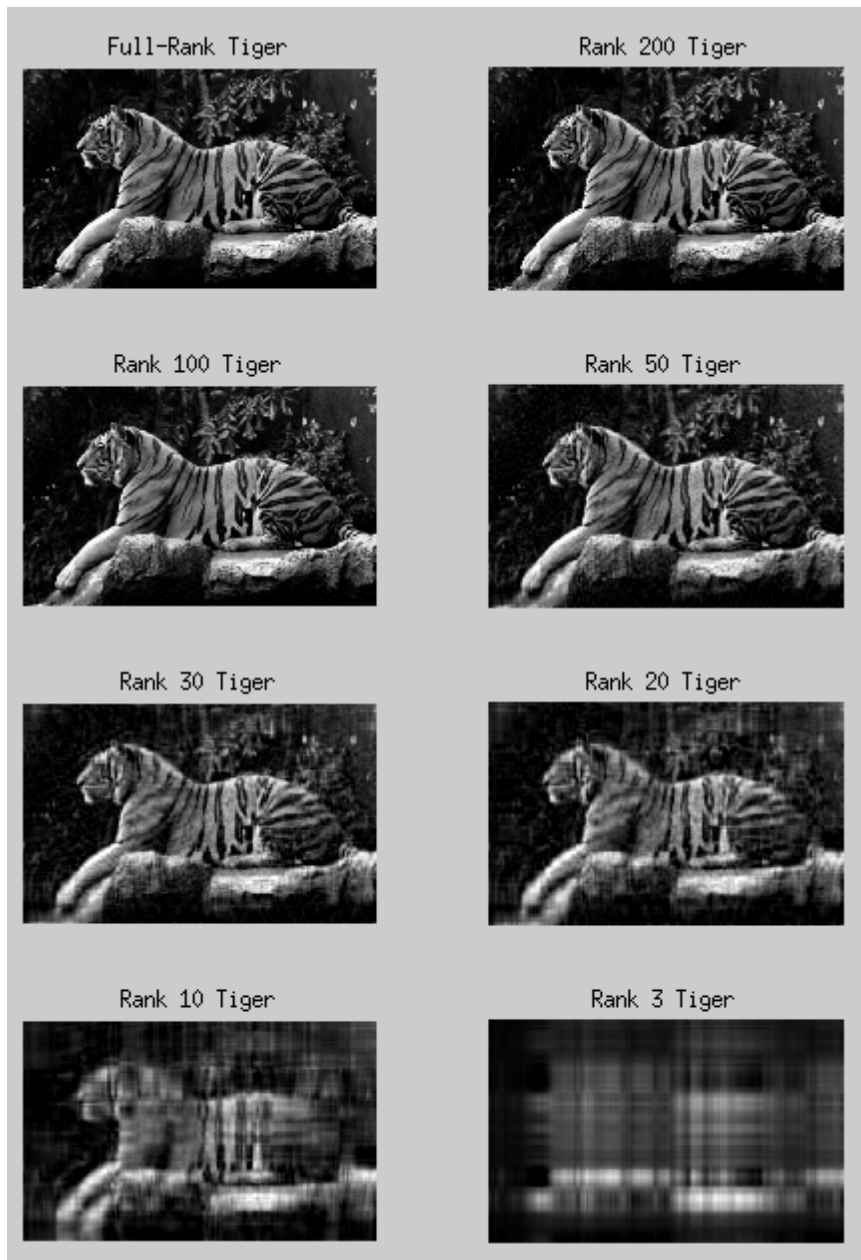 Full-Rank Tiger
Rank 200 Tiger
Rank 100 Tiger
Rank 50 Tiger
Rank 30 Tiger
Rank 20 Tiger
Rank 10 Tiger
Rank 3 Tiger